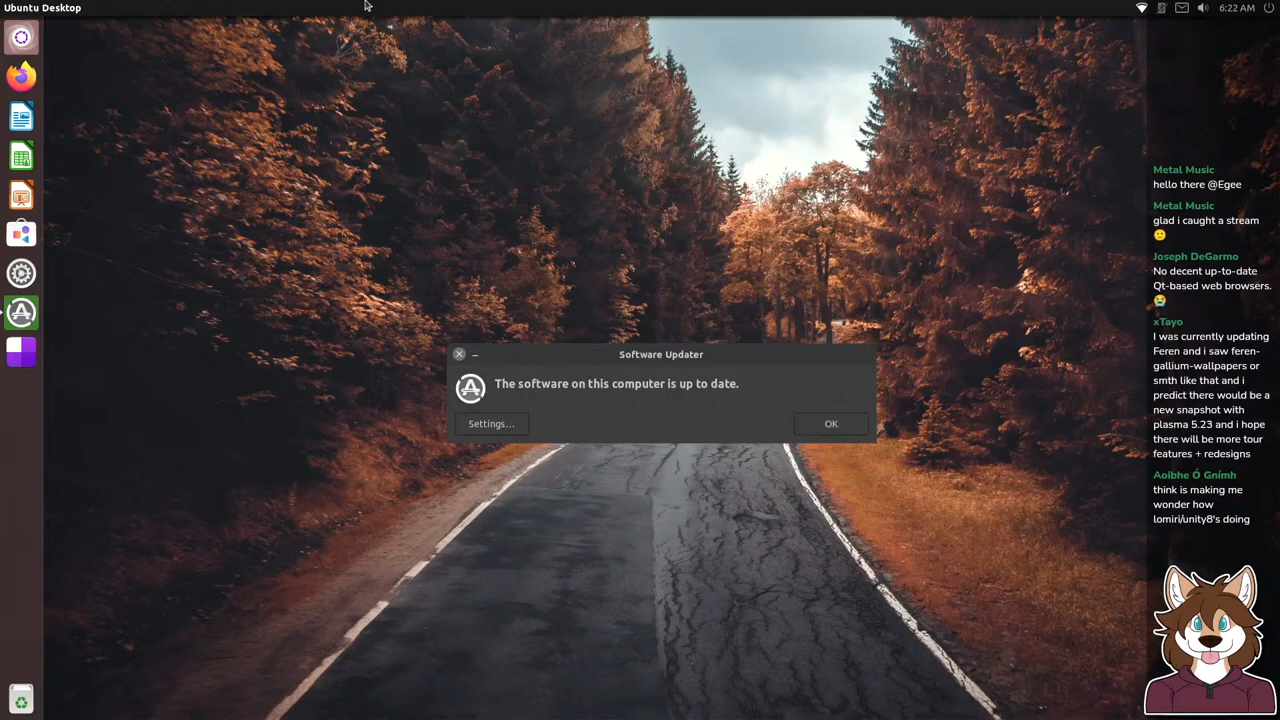 Ubuntu Desktop
6:22 AM
Software Updater
The software on this computer is up to date.
Settings...
OK
Metal Music
hello there @Egee
Metal Music
glad i caught a stream
🙂
Joseph DeGarmo
No decent up-to-date
Qt-based web browsers.
😭
xTayo
I was currently updating
Feren and i saw feren-
gallium-wallpapers or
smth like that and i
predict there would be a
new snapshot with
plasma 5.23 and i hope
there will be more tour
features + redesigns
Aoibhe Ó Gnímh
think is making me
wonder how
lomiri/unity8's doing